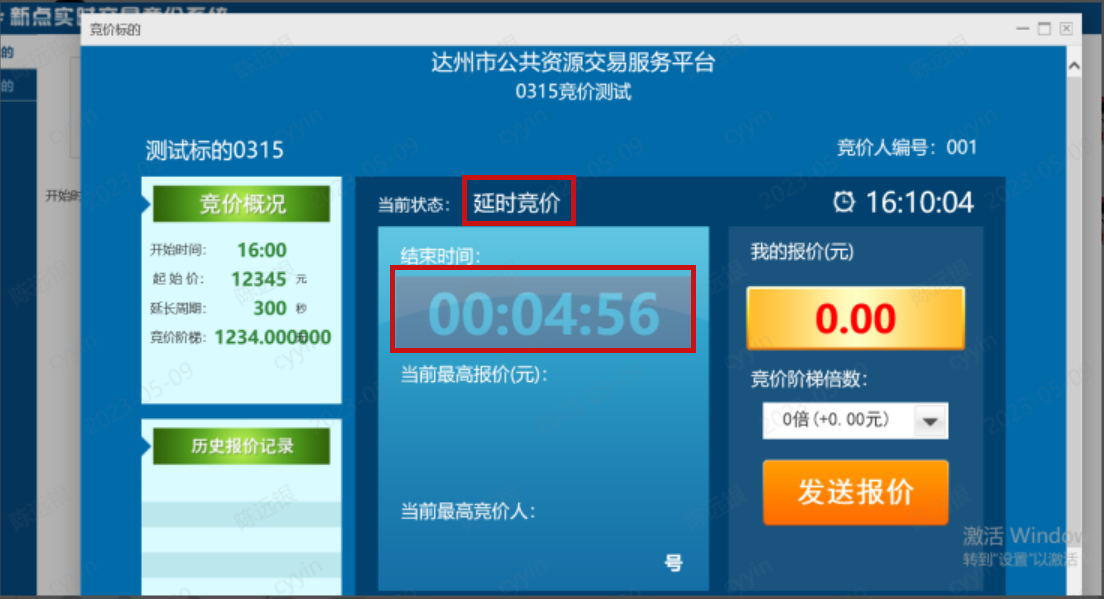 新点实时交易竞价系统
竞价标的
的
的
达州市公共资源交易服务平台
0315竞价测试
测试标的0315
竞价人编号：001
开始时
竞价概况
开始时间：16:00
起始价：12345 元
延长周期：300 秒
竞价阶梯：1234.000000
历史报价记录
当前状态：延时竞价
16:10:04
结束时间：
00:04:56
当前最高报价(元)：
当前最高竞价人：
号
我的报价(元)
0.00
竞价阶梯倍数：
0倍(+0.00元)
发送报价
激活 Window
转到"设置"以激活
2023-05-09
cyyin